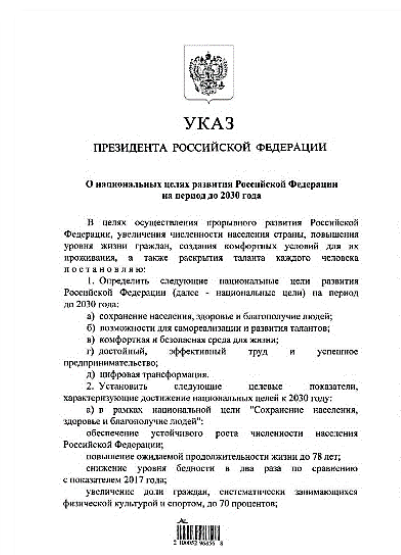 УКАЗ
ПРЕЗИДЕНТА РОССИЙСКОЙ ФЕДЕРАЦИИ
О национальных целях развития Российской Федерации
на период до 2030 года
В целях осуществления прорывного развития Российской
Федерации, увеличения численности населения страны, повышения
уровня жизни граждан, создания комфортных условий для их
проживания, а также раскрытия таланта каждого человека
постановляю:
1. Определить следующие национальные цели развития
Российской Федерации (далее - национальные цели) на период
до 2030 года:
а) сохранение населения, здоровье и благополучие людей;
б) возможности для самореализации и развития талантов;
в) комфортная и безопасная среда для жизни;
г) достойный, эффективный труд и успешное
предпринимательство;
д) цифровая трансформация.
2. Установить следующие целевые показатели,
характеризующие достижение национальных целей к 2030 году:
а) в рамках национальной цели "Сохранение населения,
здоровье и благополучие людей":
обеспечение устойчивого роста численности населения
Российской Федерации;
повышение ожидаемой продолжительности жизни до 78 лет;
снижение уровня бедности в два раза по сравнению
с показателем 2017 года;
увеличение доли граждан, систематически занимающихся
физической культурой и спортом, до 70 процентов;